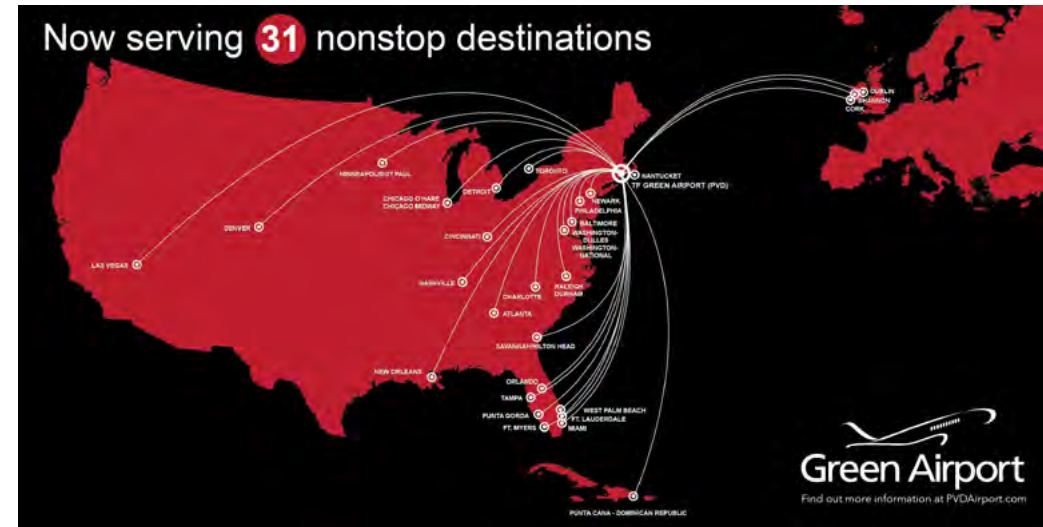 Now serving 31 nonstop destinations
DUBLIN
SHANNON
CORK
MINNEAPOLIS/ST PAUL
TORONTO
NANTUCKET
TF GREEN AIRPORT (PVD)
DETROIT
CHICAGO O'HARE
CHICAGO MIDWAY
NEWARK
PHILADELPHIA
DENVER
BALTIMORE
WASHINGTON-
DULLES
WASHINGTON-
NATIONAL
CINCINNATI
LAS VEGAS
NASHVILLE
CHARLOTTE
RALEIGH
DURHAM
ATLANTA
SAVANNAH/HILTON HEAD
NEW ORLEANS
ORLANDO
TAMPA
WEST PALM BEACH
PUNTA GORDA
FT. LAUDERDALE
FT. MYERS
MIAMI
Green Airport
Find out more information at PVDAirport.com
PUNTA CANA - DOMINICAN REPUBLIC